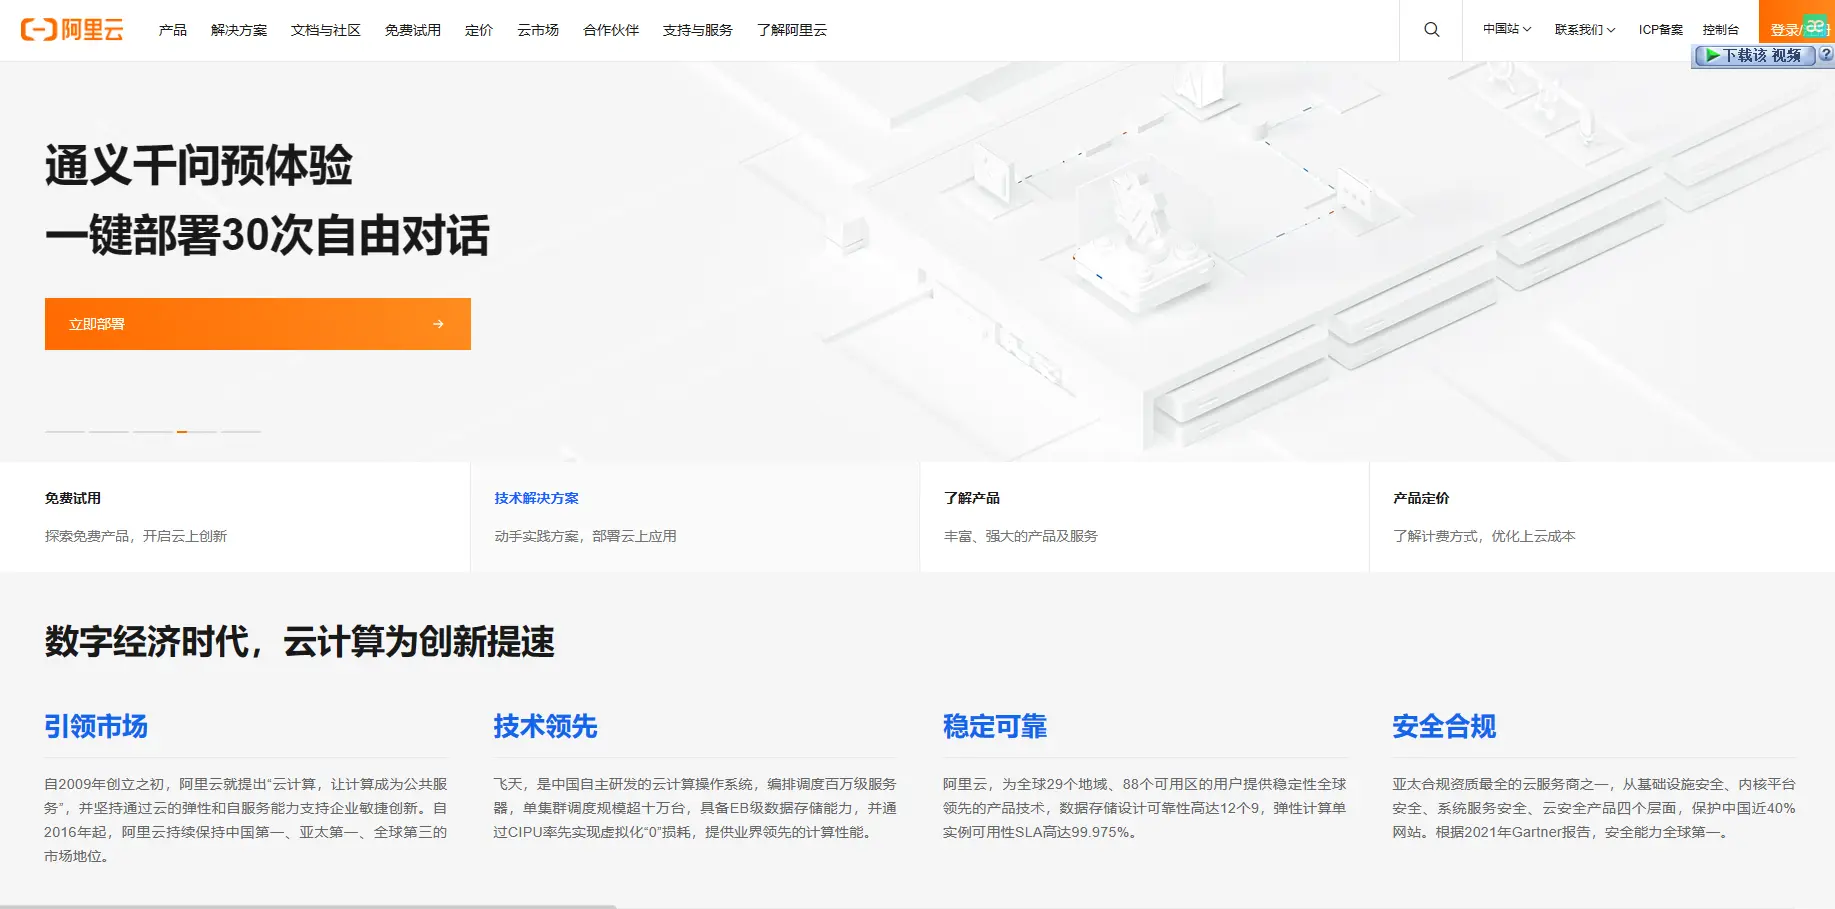 阿里云
产品 解决方案 文档与社区 免费试用 定价 云市场 合作伙伴 支持与服务 了解阿里云
中国站 联系我们 ICP备案 控制台 登录/
下载该 视频 ?
通义千问预体验
一键部署30次自由对话
立即部署
免费试用 技术解决方案 了解产品 产品定价
探索免费产品，开启云上创新 动手实践方案，部署云上应用 丰富、强大的产品及服务 了解计费方式，优化上云成本
数字经济时代，云计算为创新提速
引领市场
自2009年创立之初，阿里云就提出“云计算，让计算成为公共服
务”，并坚持通过云的弹性和自服务能力支持企业敏捷创新。自
2016年起，阿里云持续保持中国第一、亚太第一、全球第三的
市场地位。
技术领先
飞天，是中国自主研发的云计算操作系统，编排调度百万级服务
器，单集群调度规模超十万台，具备EB级数据存储能力，并通
过CIPU率先实现虚拟化“0”损耗，提供业界领先的计算性能。
稳定可靠
阿里云，为全球29个地域、88个可用区的用户提供稳定性全球
领先的产品技术，数据存储设计可靠性高达12个9，弹性计算单
实例可用性SLA高达99.975%。
安全合规
亚太合规资质最全的云服务商之一，从基础设施安全、内核平台
安全、系统服务安全、云安全产品四个层面，保护中国近40%
网站。根据2021年Gartner报告，安全能力全球第一。